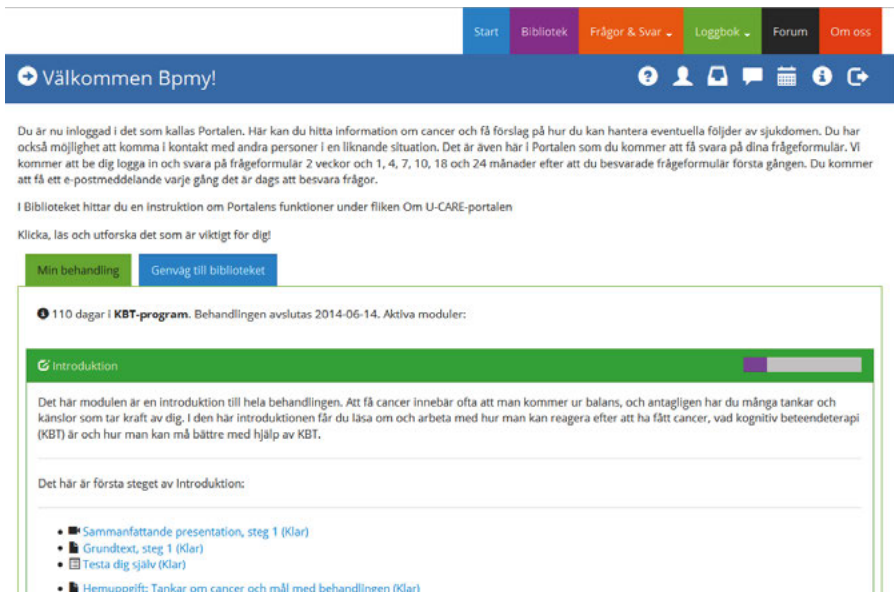 Start Bibliotek Frågor & Svar Loggbok Forum Om oss
Välkommen Bpmy!
Du är nu inloggad i det som kallas Portalen. Här kan du hitta information om cancer och få förslag på hur du kan hantera eventuella följder av sjukdomen. Du har
också möjlighet att komma i kontakt med andra personer i en liknande situation. Det är även här i Portalen som du kommer att få svara på dina frågeformulär. Vi
kommer att be dig logga in och svara på frågeformulär 2 veckor och 1, 4, 7, 10, 18 och 24 månader efter att du besvarade frågeformulär första gången. Du kommer
att få ett e-postmeddelande varje gång det är dags att besvara frågor.
I Biblioteket hittar du en instruktion om Portalens funktioner under fliken Om U-CARE-portalen
Klicka, läs och utforska det som är viktigt för dig!
Min behandling Genväg till biblioteket
110 dagar i KBT-program. Behandlingen avslutas 2014-06-14. Aktiva moduler:
Introduktion
Det här modulen är en introduktion till hela behandlingen. Att få cancer innebär ofta att man kommer ur balans, och antagligen har du många tankar och
känslor som tar kraft av dig. I den här introduktionen får du läsa om och arbeta med hur man kan reagera efter att ha fått cancer, vad kognitiv beteendeterapi
(KBT) är och hur man kan må bättre med hjälp av KBT.
Det här är första steget av Introduktion:
Sammanfattande presentation, steg 1 (Klar)
Grundtext, steg 1 (Klar)
Testa dig själv (Klar)
Hemuppgift: Tankar om cancer och mål med behandlingen (Klar)